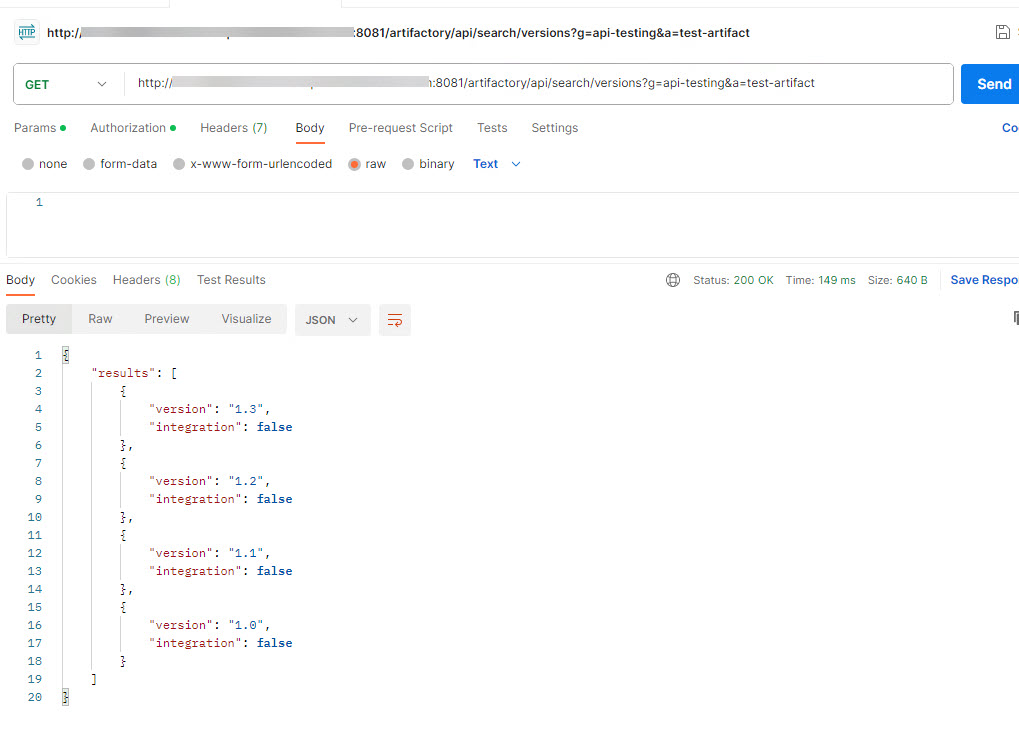 HTTP http:// :8081/artifactory/api/search/versions?g=api-testing&a=test-artifact
GET http:// :8081/artifactory/api/search/versions?g=api-testing&a=test-artifact Send
Params Authorization Headers (7) Body Pre-request Script Tests Settings Co
none form-data x-www-form-urlencoded raw binary Text
1
Body Cookies Headers (8) Test Results Status: 200 OK Time: 149 ms Size: 640 B Save Respo
Pretty Raw Preview Visualize JSON
1 {
2 "results": [
3 {
4 "version": "1.3",
5 "integration": false
6 },
7 {
8 "version": "1.2",
9 "integration": false
10 },
11 {
12 "version": "1.1",
13 "integration": false
14 },
15 {
16 "version": "1.0",
17 "integration": false
18 }
19 ]
20 }